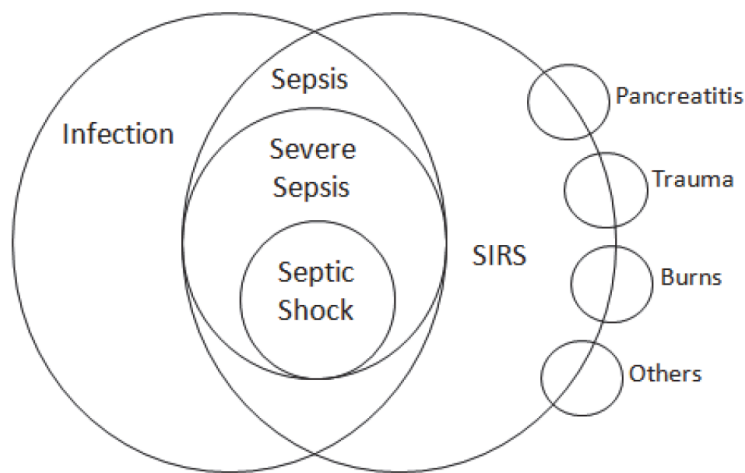 Sepsis
Infection
Severe
Sepsis
Septic
Shock
SIRS
Pancreatitis
Trauma
Burns
Others